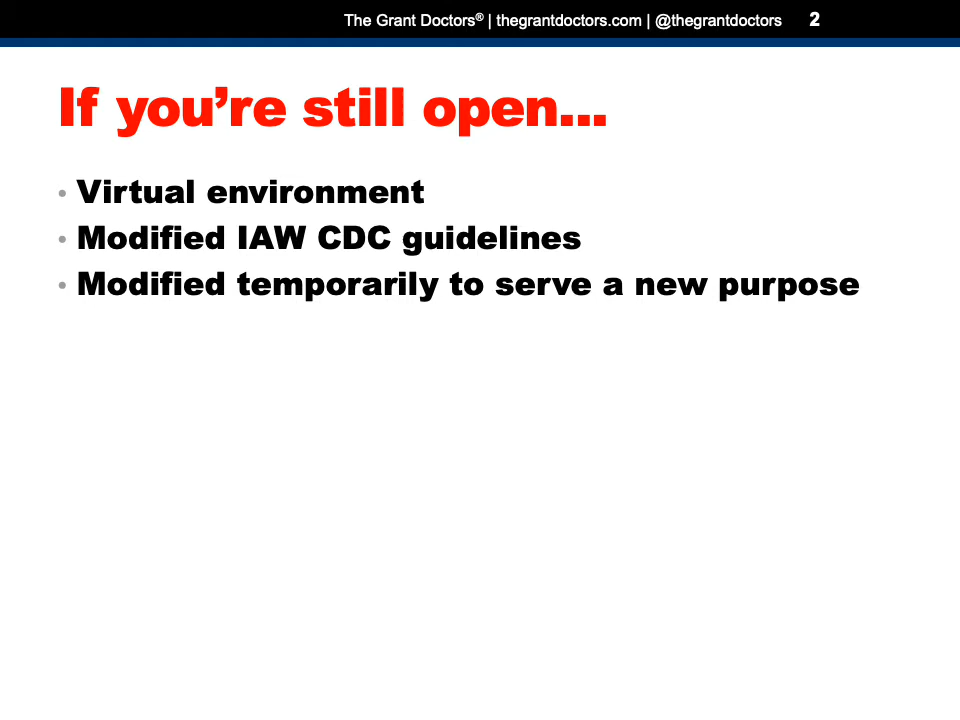 The Grant Doctors® | thegrantdoctors.com | @thegrantdoctors 2
If you’re still open…
• Virtual environment
• Modified IAW CDC guidelines
• Modified temporarily to serve a new purpose